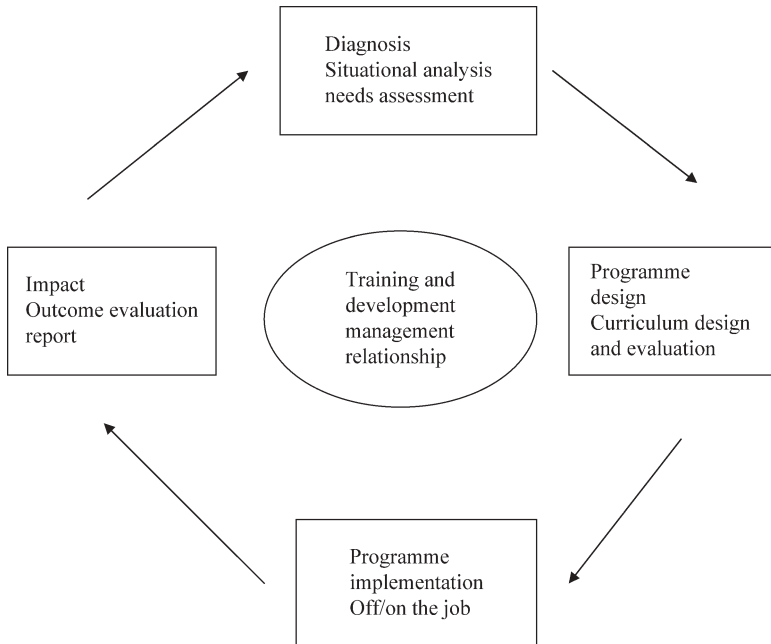 Diagnosis
Situational analysis
needs assessment
Impact
Outcome evaluation
report
Training and
development
management
relationship
Programme
design
Curriculum design
and evaluation
Programme
implementation
Off/on the job